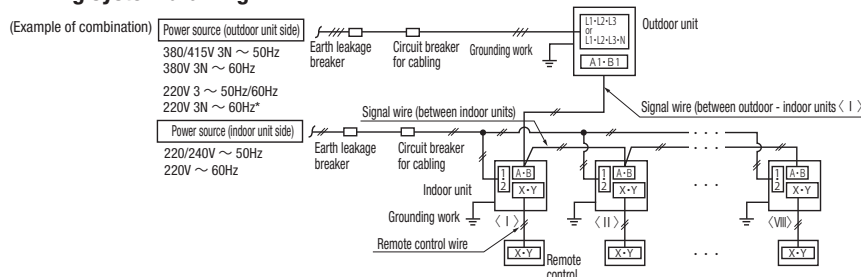 (Example of combination)
Power source (outdoor unit side)
380/415V 3N ～ 50Hz
380V 3N ～ 60Hz
220V 3 ～ 50Hz/60Hz
220V 3N ～ 60Hz*
Earth leakage
breaker
Circuit breaker
for cabling
Grounding work
L1・L2・L3
or
L1・L2・L3・N
A1・B1
Outdoor unit
Signal wire (between indoor units)
Signal wire (between outdoor - indoor units〈 I 〉)
Power source (indoor unit side)
220/240V ～ 50Hz
220V ～ 60Hz
Earth leakage
breaker
Circuit breaker
for cabling
Indoor unit
1
2
A・B
X・Y
1
2
A・B
X・Y
・・・
1
2
A・B
X・Y
Grounding work
〈 I 〉
〈 II 〉
〈VIII〉
Remote control wire
X・Y
Remote
control
X・Y
・・・
X・Y